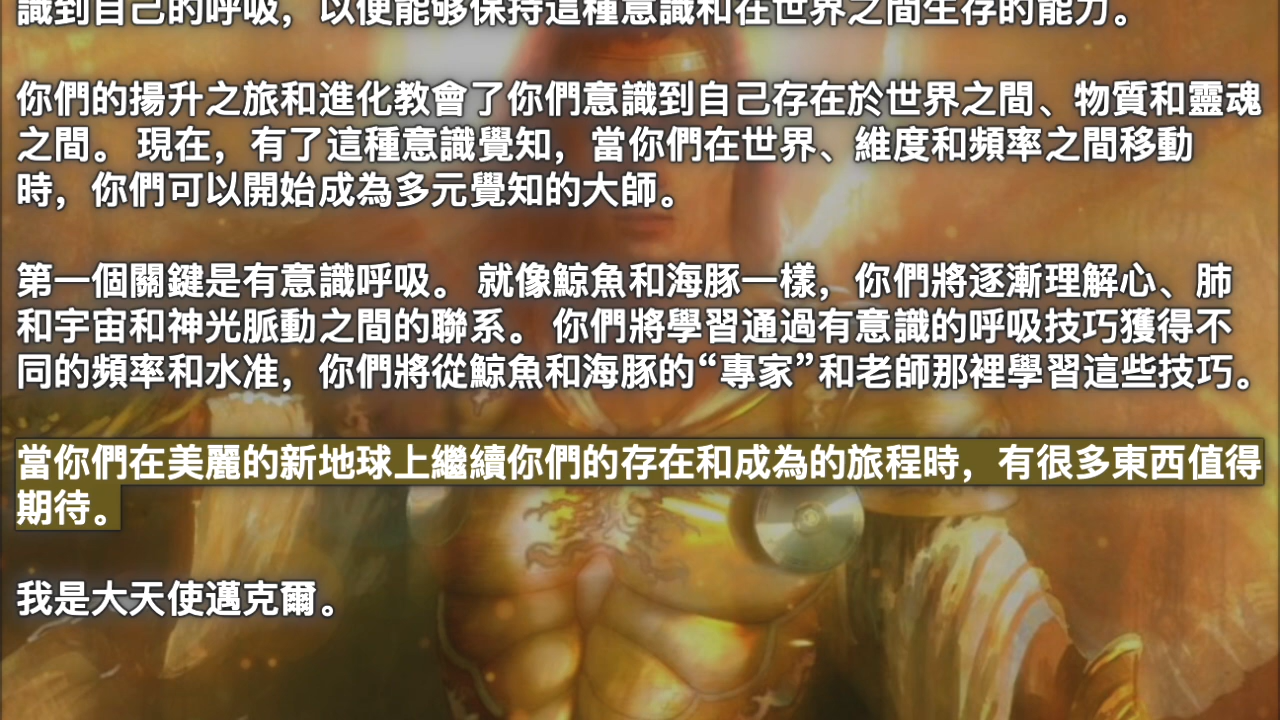 識到自己的呼吸，以便能够保持這種意識和在世界之間生存的能力。
你們的揚升之旅和進化教會了你們意識到自己存在於世界之間、物質和靈魂
之間。 現在，有了這種意識覺知，當你們在世界、維度和頻率之間移動
時，你們可以開始成為多元覺知的大師。
第一個關鍵是有意識呼吸。 就像鯨魚和海豚一樣，你們將逐漸理解心、肺
和宇宙和神光脈動之間的聯系。 你們將學習通過有意識的呼吸技巧獲得不
同的頻率和水准，你們將從鯨魚和海豚的“專家”和老師那裡學習這些技巧。
當你們在美麗的新地球上繼續你們的存在和成為的旅程時，有很多東西值得
期待。
我是大天使邁克爾。